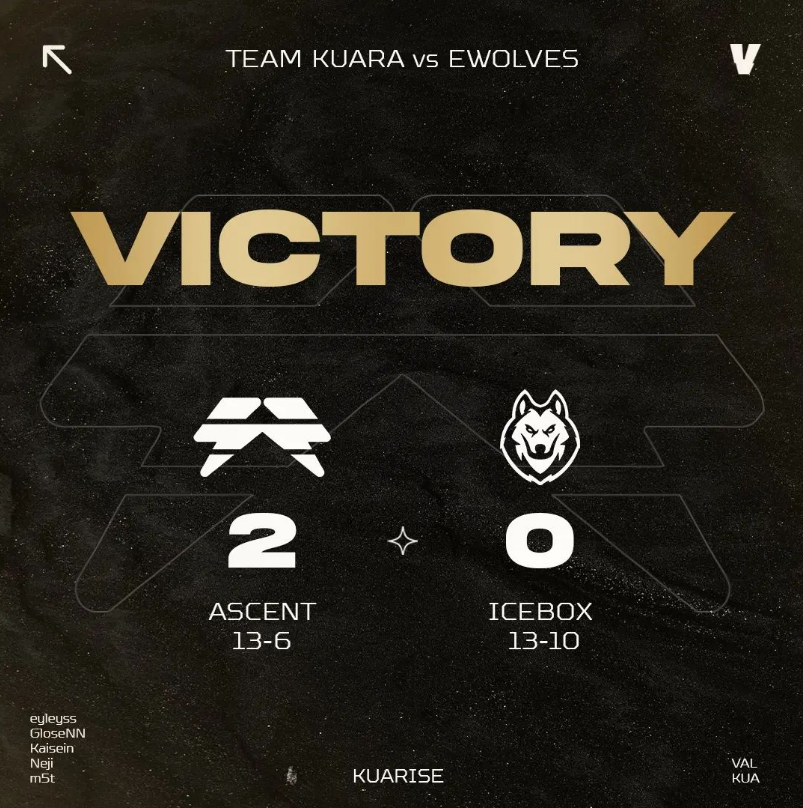 TEAM KUARA vs EWOLVES
V
VICTORY
2
0
ASCENT
13-6
ICEBOX
13-10
eyleyss
GloseNN
Kaisein
Neji
m5t
KUARISE
VAL
KUA